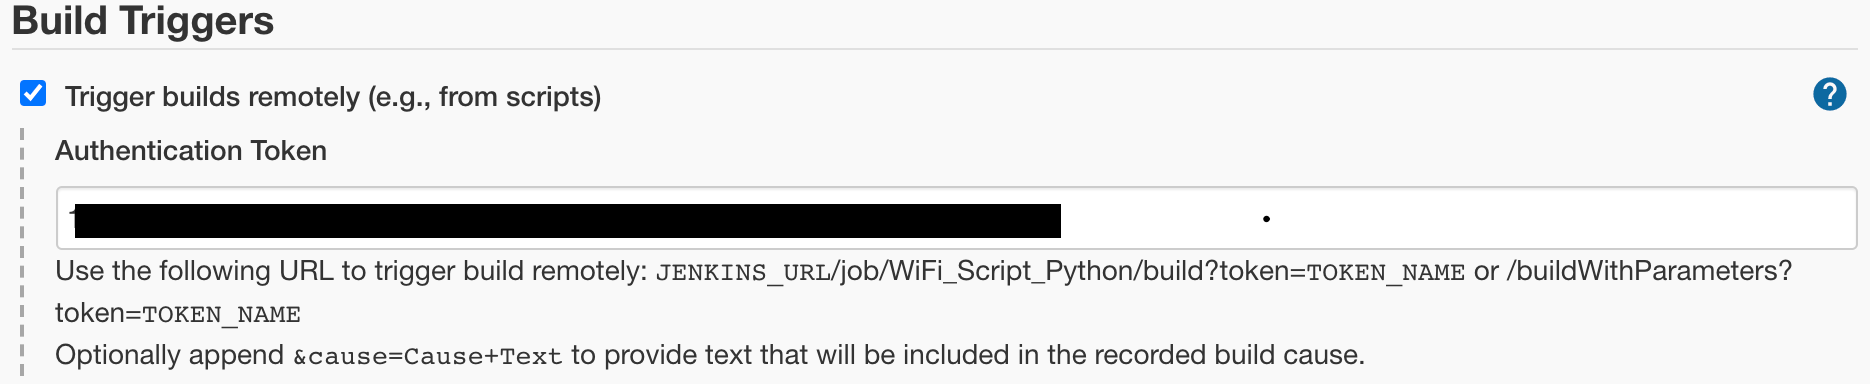 Build Triggers
Trigger builds remotely (e.g., from scripts)
?
Authentication Token
Use the following URL to trigger build remotely: JENKINS_URL/job/WiFi_Script_Python/build?token=TOKEN_NAME or /buildWithParameters?
token=TOKEN_NAME
Optionally append &cause=Cause+Text to provide text that will be included in the recorded build cause.